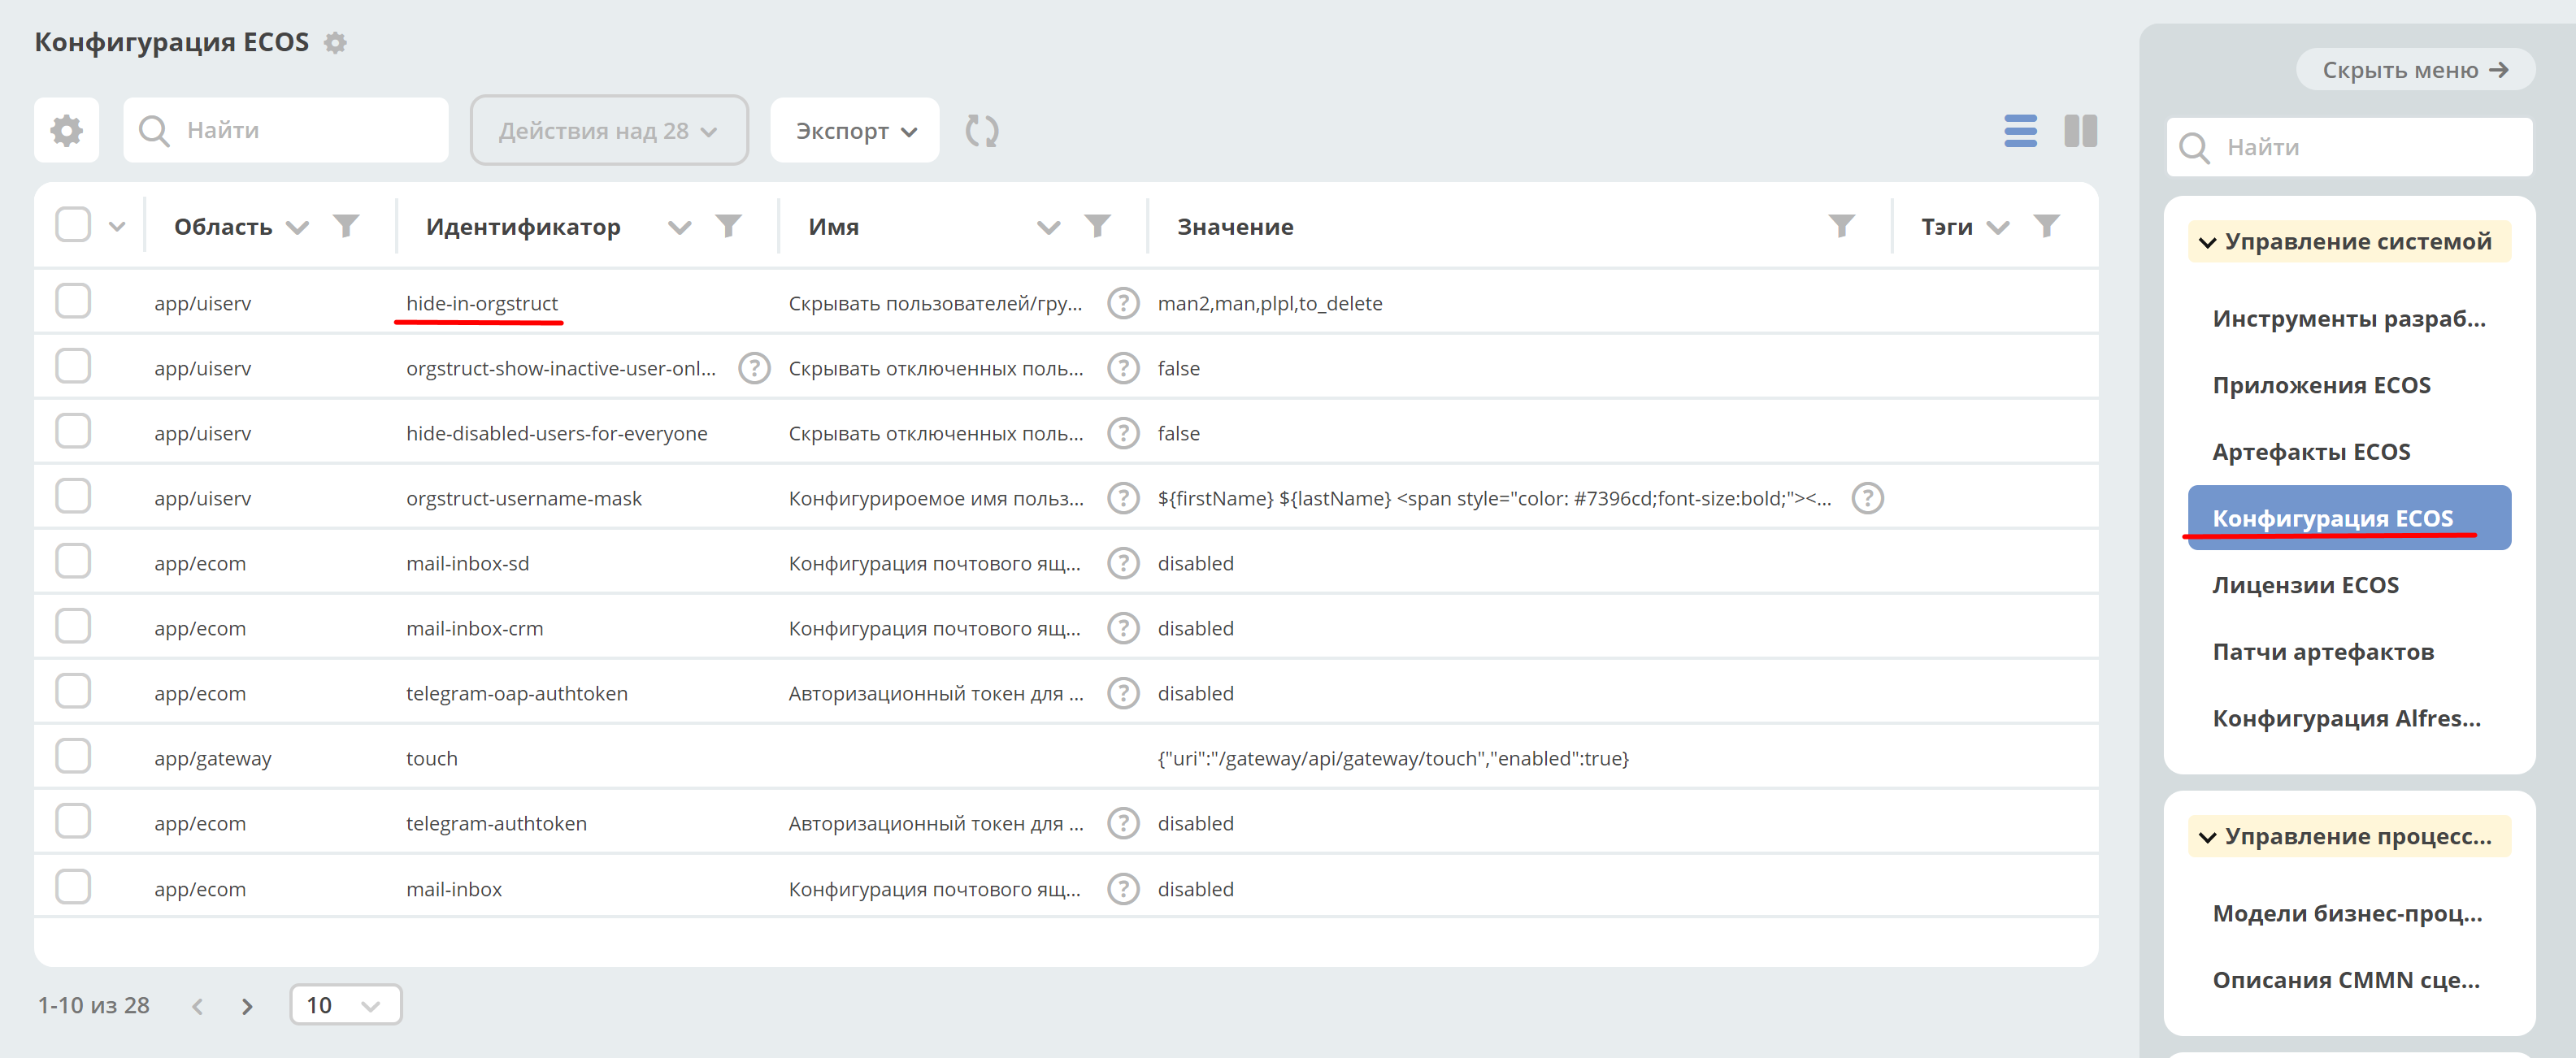 Конфигурация ECOS
Найти
Действия над 28
Экспорт
Область Идентификатор Имя Значение Тэги
app/uiserv hide-in-orgstruct Скрывать пользователей/гру... ? man2,man,plpl,to_delete
app/uiserv orgstruct-show-inactive-user-onl... ? Скрывать отключенных поль... ? false
app/uiserv hide-disabled-users-for-everyone Скрывать отключенных поль... ? false
app/uiserv orgstruct-username-mask Конфигурироемое имя польз... ? ${firstName} ${lastName} <span style="color: #7396cd;font-size:bold;"><... ?
app/ecom mail-inbox-sd Конфигурация почтового ящ... ? disabled
app/ecom mail-inbox-crm Конфигурация почтового ящ... ? disabled
app/ecom telegram-oap-authtoken Авторизационный токен для ... ? disabled
app/gateway touch {"uri":"/gateway/api/gateway/touch","enabled":true}
app/ecom telegram-authtoken Авторизационный токен для ... ? disabled
app/ecom mail-inbox Конфигурация почтового ящ... ? disabled
1-10 из 28
10
Скрыть меню →
Найти
Управление системой
Инструменты разраб...
Приложения ECOS
Артефакты ECOS
Конфигурация ECOS
Лицензии ECOS
Патчи артефактов
Конфигурация Alfres...
Управление процесс...
Модели бизнес-проц...
Описания CMMN сце...